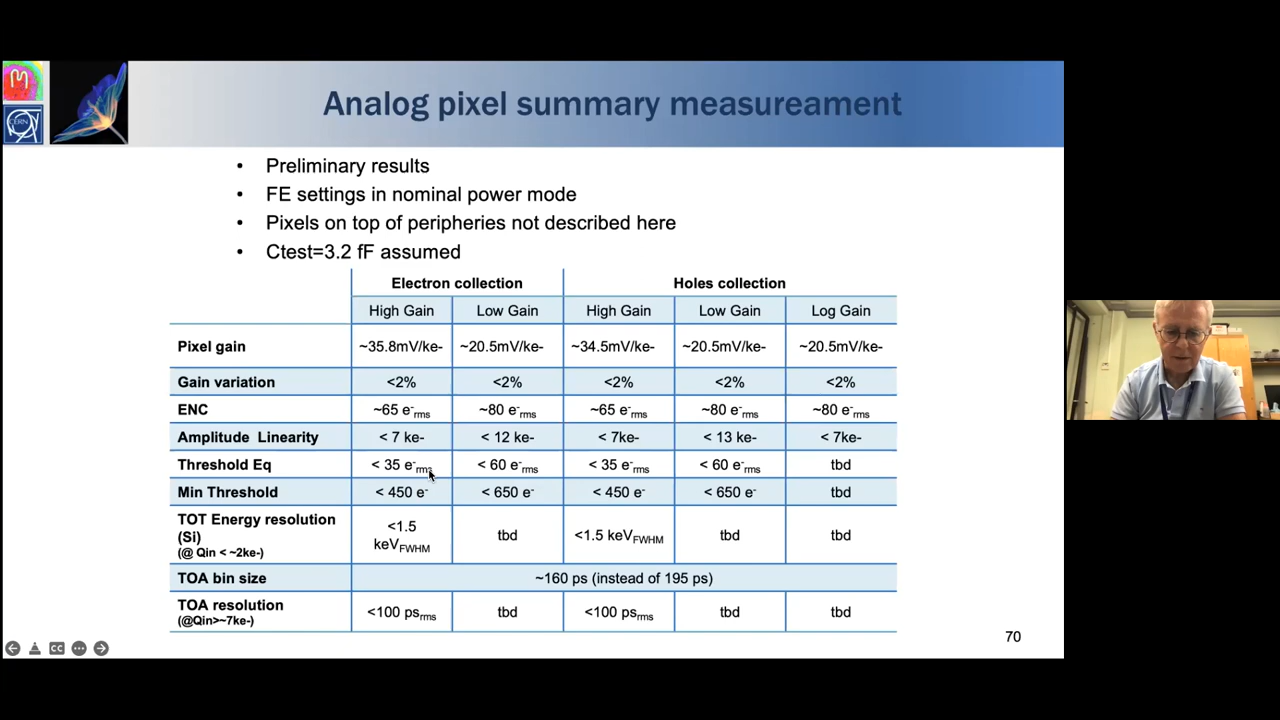 Analog pixel summary measureament
• Preliminary results
• FE settings in nominal power mode
• Pixels on top of peripheries not described here
• Ctest=3.2 fF assumed
Electron collection Holes collection
High Gain Low Gain High Gain Low Gain Log Gain
Pixel gain ~35.8mV/ke- ~20.5mV/ke- ~34.5mV/ke- ~20.5mV/ke- ~20.5mV/ke-
Gain variation <2% <2% <2% <2% <2%
ENC ~65 e-rms ~80 e-rms ~65 e-rms ~80 e-rms ~80 e-rms
Amplitude Linearity < 7 ke- < 12 ke- < 7ke- < 13 ke- < 7ke-
Threshold Eq < 35 e-rms < 60 e-rms < 35 e-rms < 60 e-rms tbd
Min Threshold < 450 e- < 650 e- < 450 e- < 650 e- tbd
TOT Energy resolution
(Si)
(@ Qin < ~2ke-)
<1.5
keVFWHM
tbd <1.5 keVFWHM tbd tbd
TOA bin size ~160 ps (instead of 195 ps)
TOA resolution
(@Qin>~7ke-)
<100 psrms tbd <100 psrms tbd tbd
70
CERN
CC